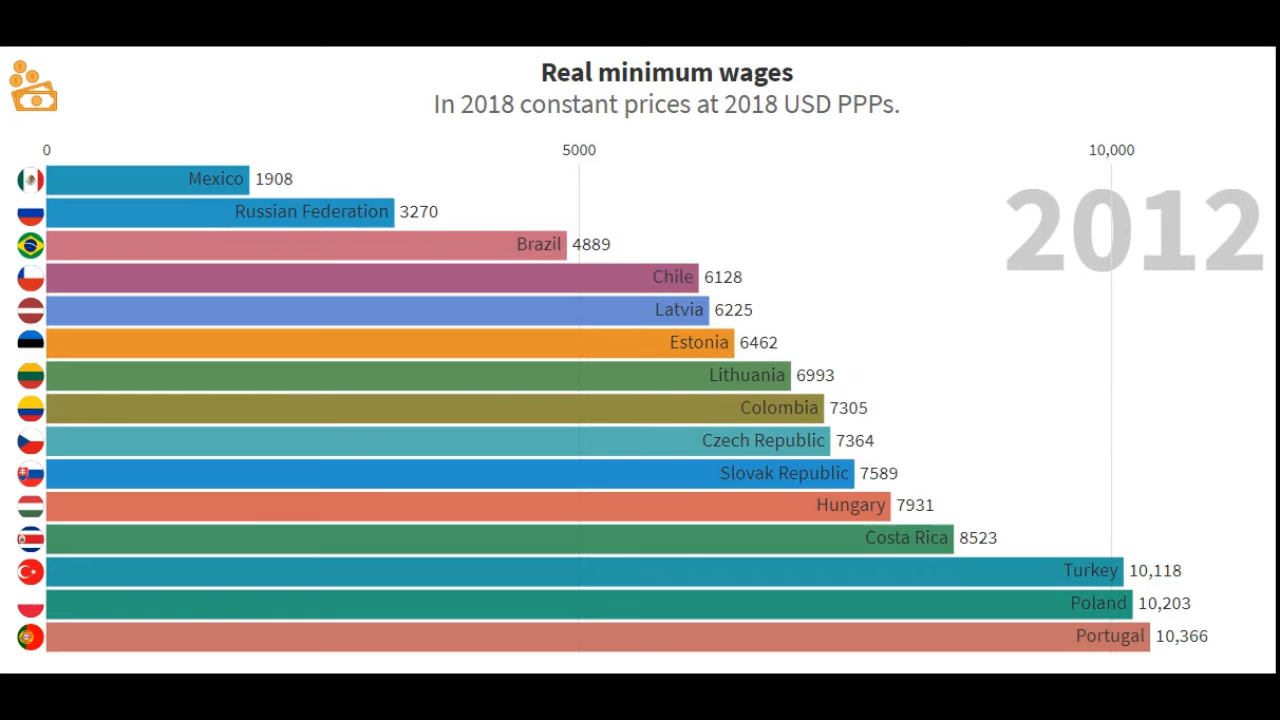 Real minimum wages
In 2018 constant prices at 2018 USD PPPs.
0 5000 10,000
2012
Mexico 1908
Russian Federation 3270
Brazil 4889
Chile 6128
Latvia 6225
Estonia 6462
Lithuania 6993
Colombia 7305
Czech Republic 7364
Slovak Republic 7589
Hungary 7931
Costa Rica 8523
Turkey 10,118
Poland 10,203
Portugal 10,366